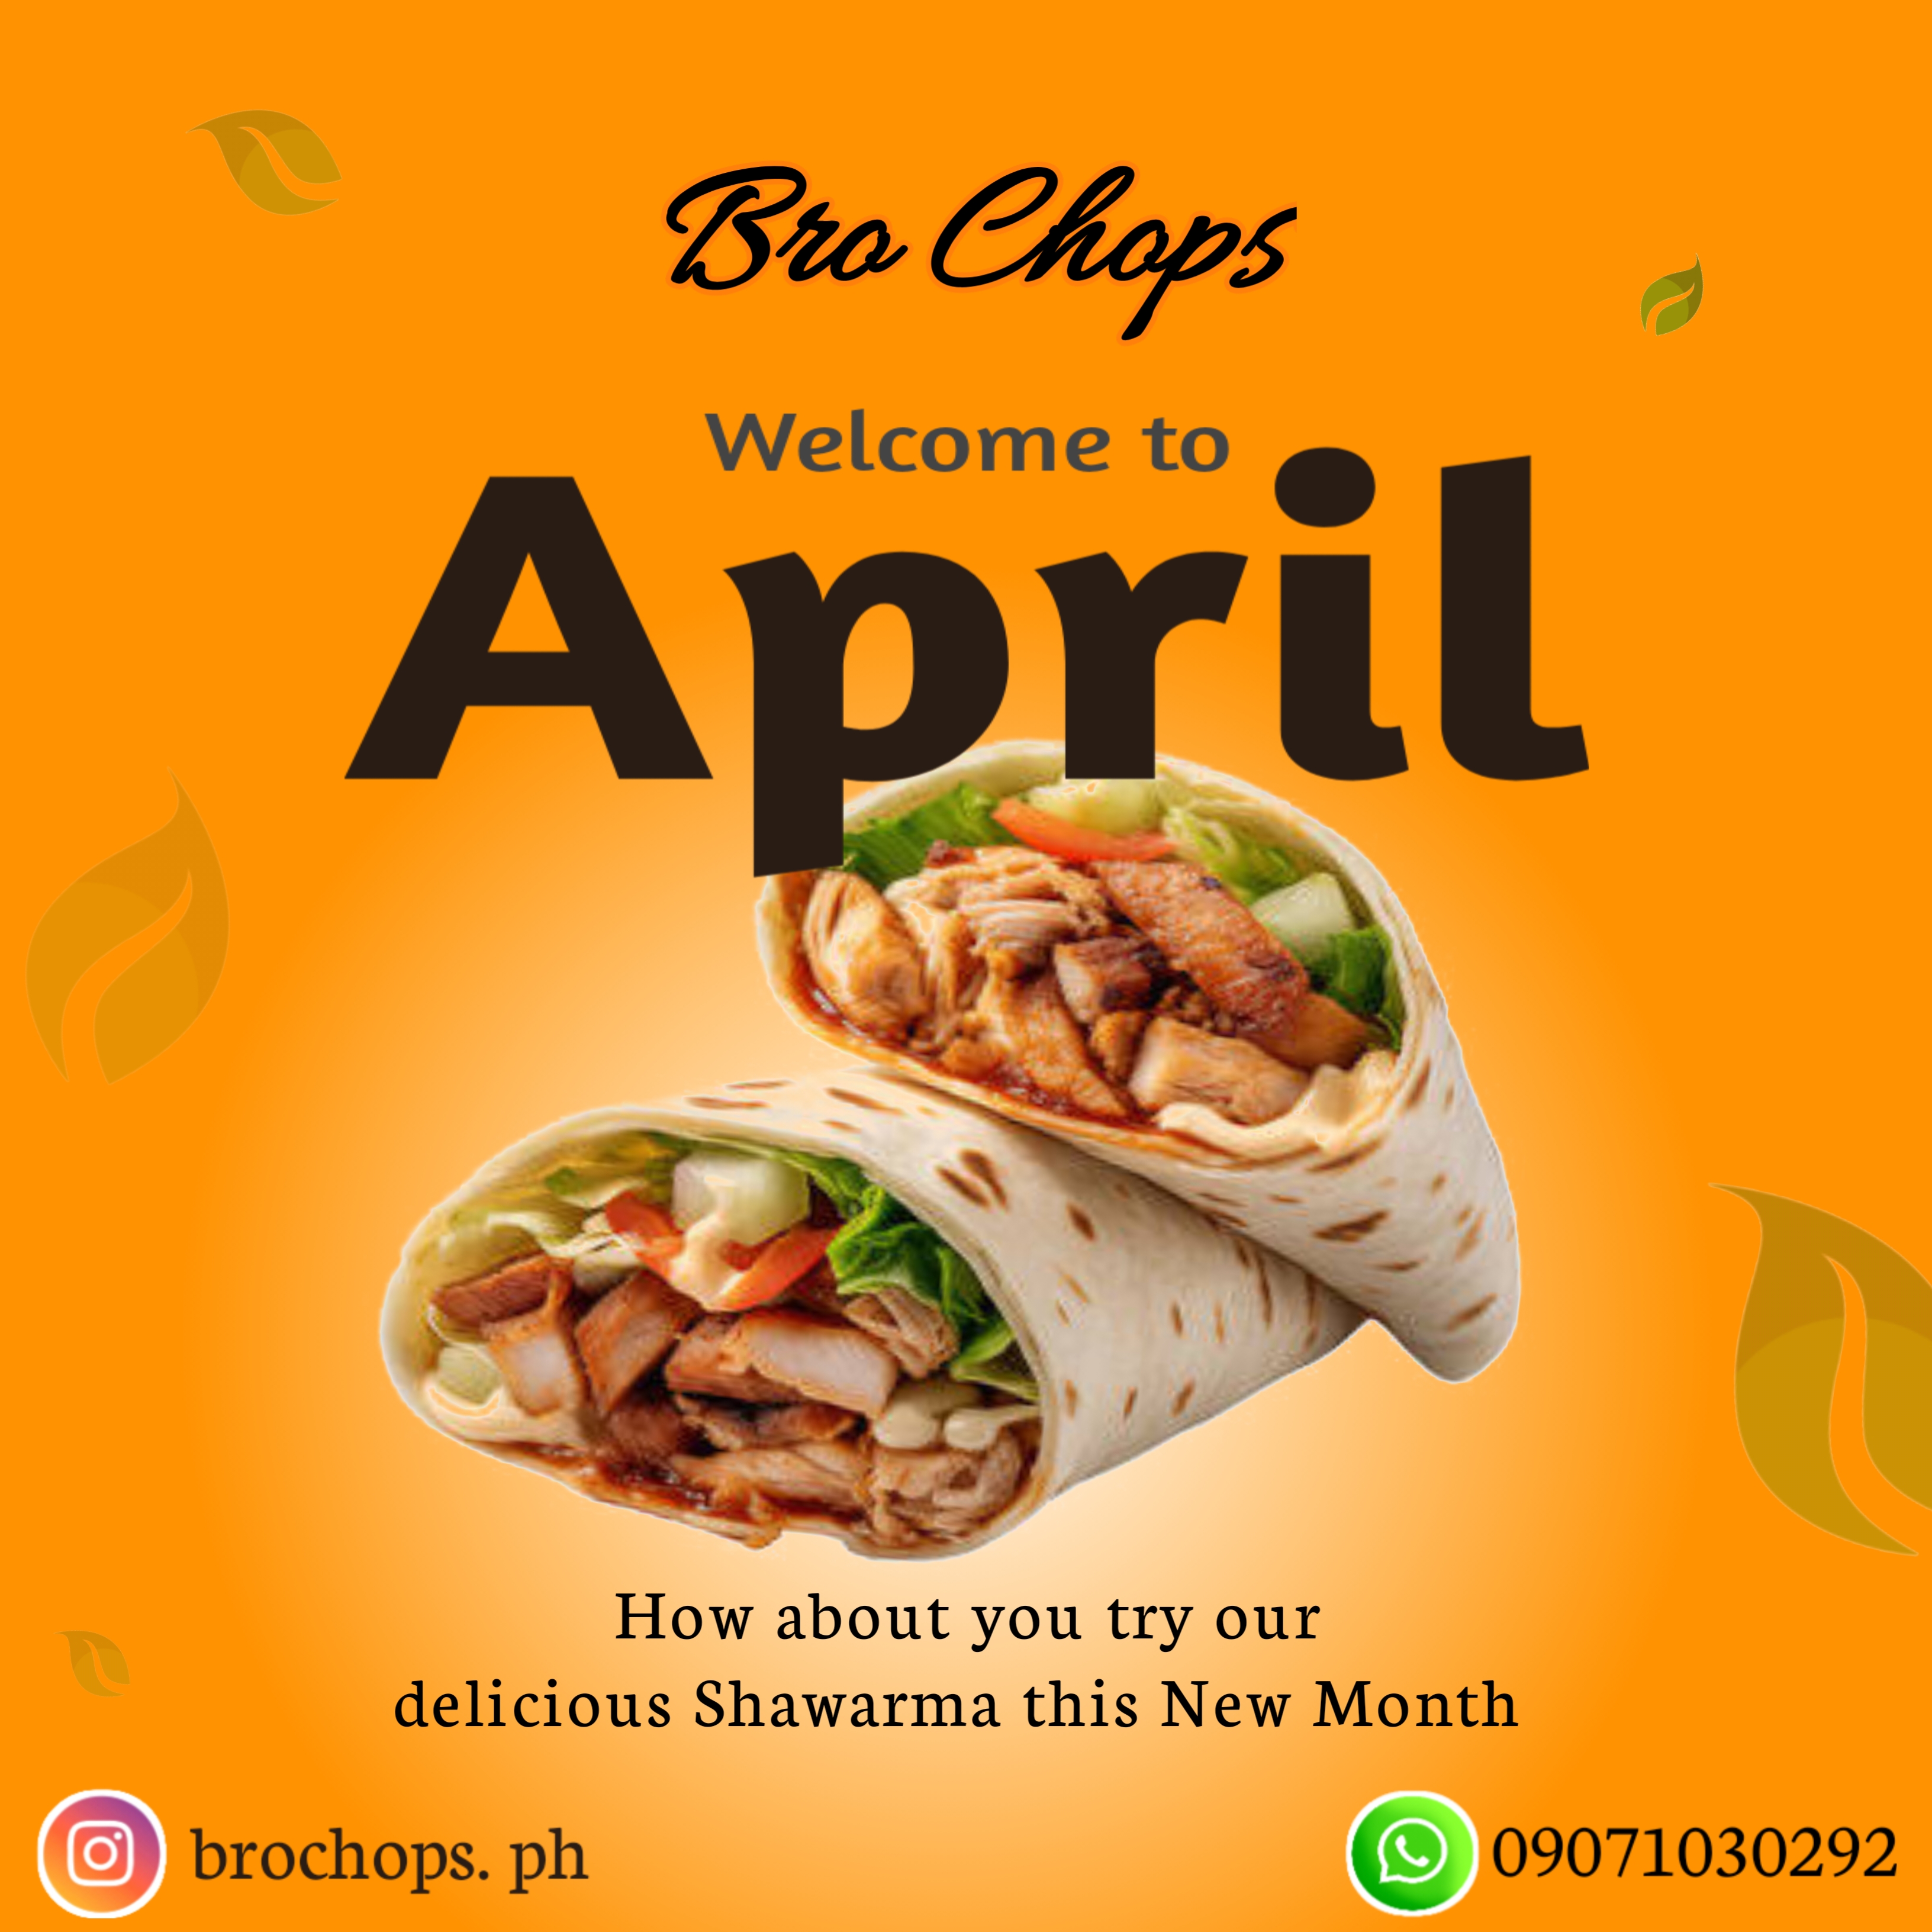 Bro Chops
Welcome to
April
How about you try our
delicious Shawarma this New Month
brochops. ph
09071030292